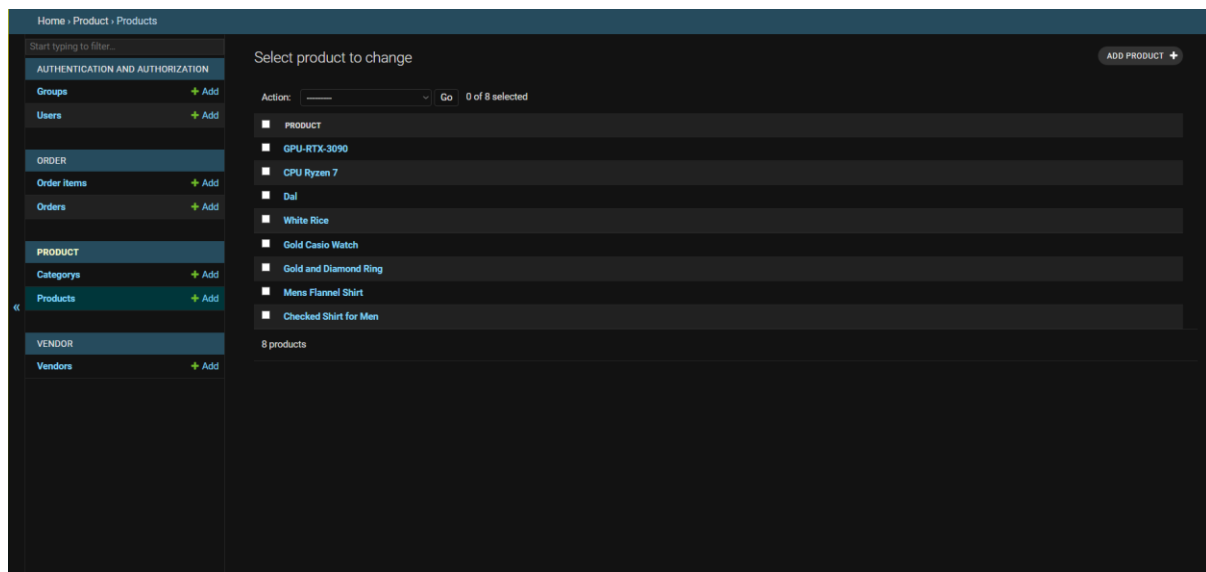 Home › Product › Products
Start typing to filter...
AUTHENTICATION AND AUTHORIZATION
Groups + Add
Users + Add
ORDER
Order items + Add
Orders + Add
PRODUCT
Categorys + Add
Products + Add
«
VENDOR
Vendors + Add
Select product to change
ADD PRODUCT +
Action: --------- Go 0 of 8 selected
PRODUCT
GPU-RTX-3090
CPU Ryzen 7
Dal
White Rice
Gold Casio Watch
Gold and Diamond Ring
Mens Flannel Shirt
Checked Shirt for Men
8 products